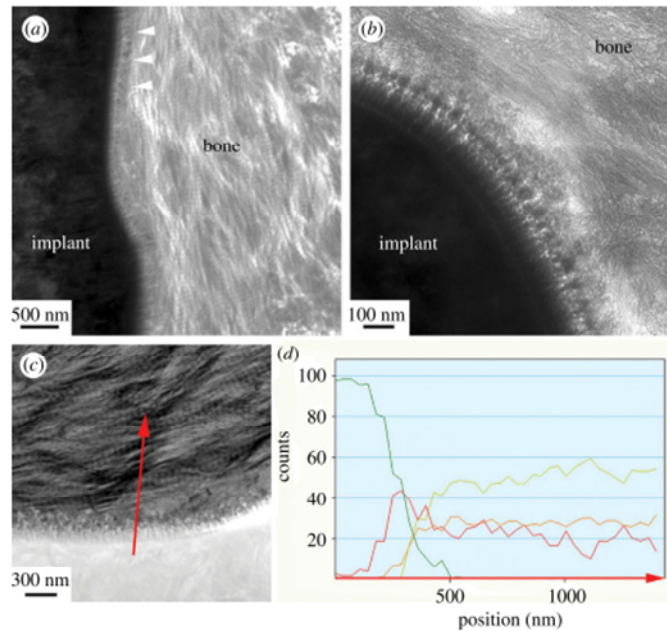 (a)
bone
implant
500 nm
(b)
bone
implant
100 nm
(c)
300 nm
(d)
100
80
60
40
20
counts
500
1000
position (nm)